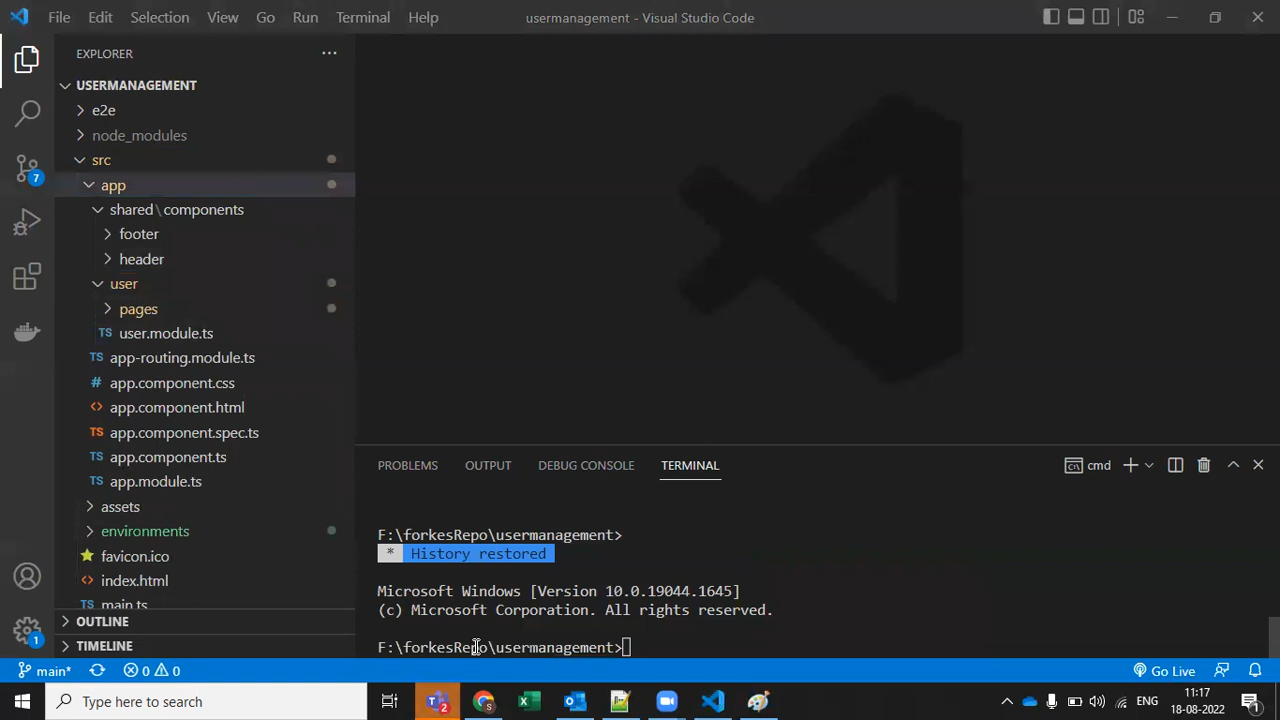 File Edit Selection View Go Run Terminal Help
usermanagement - Visual Studio Code
EXPLORER
USERMANAGEMENT
e2e
node_modules
src
app
shared\components
footer
header
user
pages
TS user.module.ts
TS app-routing.module.ts
# app.component.css
<> app.component.html
TS app.component.spec.ts
TS app.component.ts
TS app.module.ts
assets
environments
favicon.ico
<> index.html
main.ts
OUTLINE
TIMELINE
7
1
PROBLEMS OUTPUT DEBUG CONSOLE TERMINAL
cmd
F:\forkesRepo\usermanagement>
* History restored
Microsoft Windows [Version 10.0.19044.1645]
(c) Microsoft Corporation. All rights reserved.
F:\forkesRepo\usermanagement>
main* 0 0
Go Live
Type here to search
2
ENG
11:17
18-08-2022
1